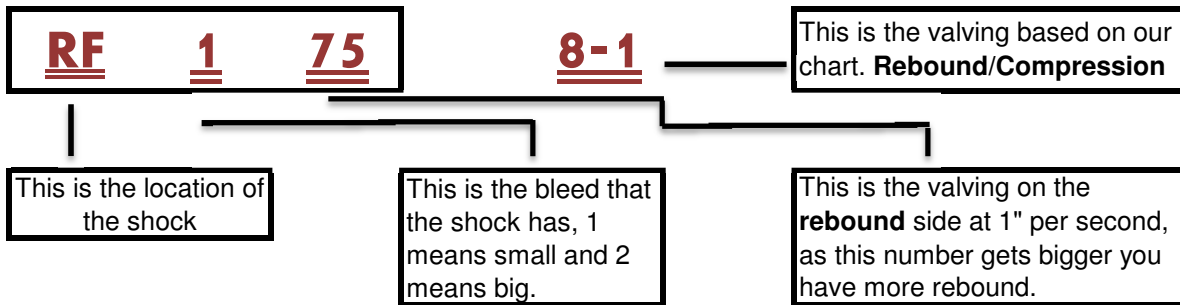 RF 1 75 8-1
This is the valving based on our
chart. Rebound/Compression
This is the location of
the shock
This is the bleed that
the shock has, 1
means small and 2
means big.
This is the valving on the
rebound side at 1" per second,
as this number gets bigger you
have more rebound.